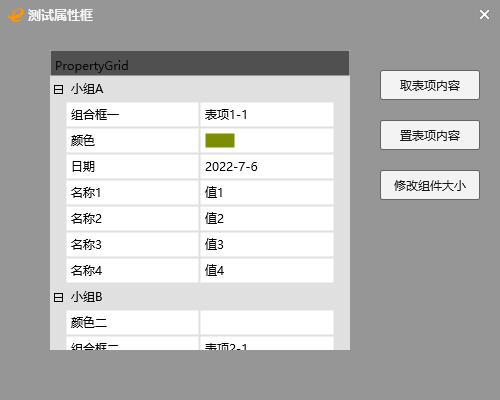 测试属性框
PropertyGrid
小组A
组合框一 表项1-1
颜色
日期 2022-7-6
名称1 值1
名称2 值2
名称3 值3
名称4 值4
小组B
颜色二
组合框二 表项2-1
取表项内容
置表项内容
修改组件大小